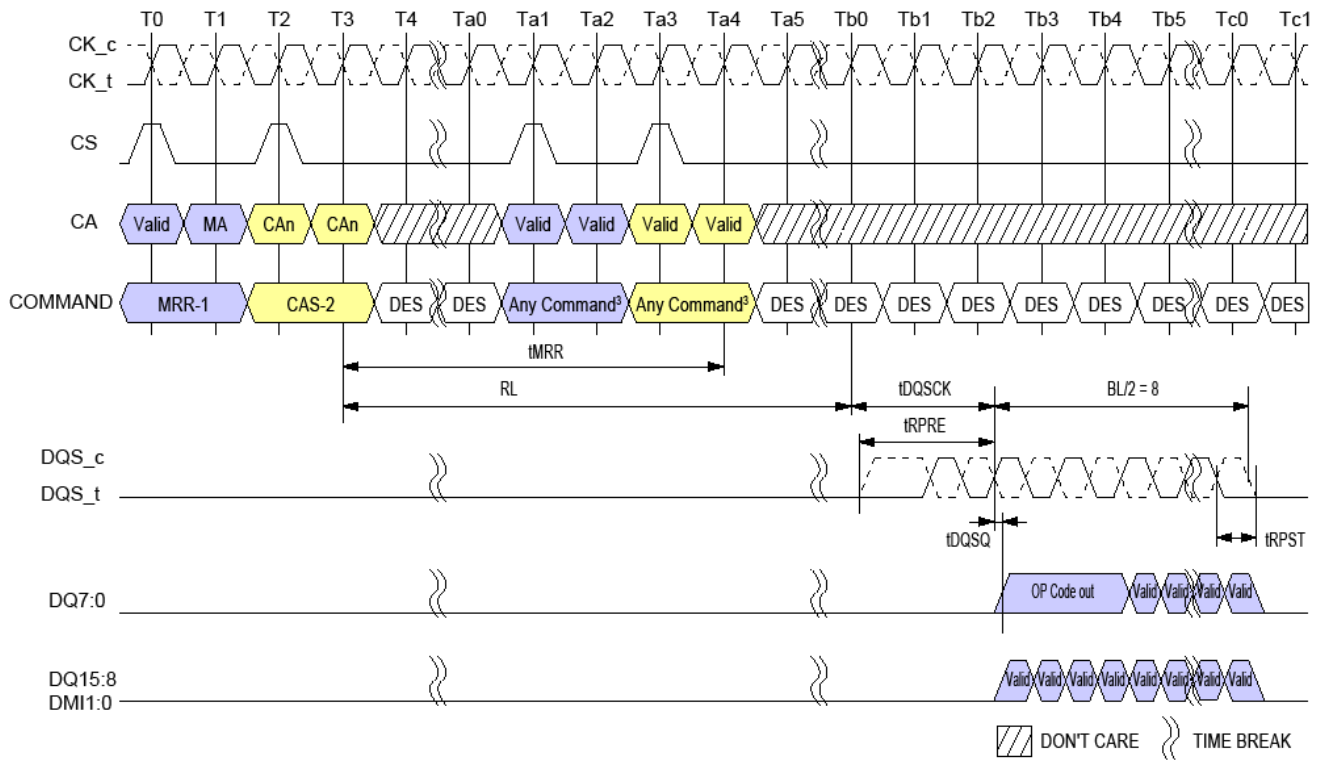 T0 T1 T2 T3 T4 Ta0 Ta1 Ta2 Ta3 Ta4 Ta5 Tb0 Tb1 Tb2 Tb3 Tb4 Tb5 Tc0 Tc1
CK_c
CK_t
CS
CA Valid MA CAn CAn Valid Valid Valid Valid
COMMAND MRR-1 CAS-2 DES DES Any Command³ Any Command³ DES DES DES DES DES DES DES DES DES
tMRR
RL tDQSCK BL/2 = 8
tRPRE
DQS_c
DQS_t
tDQSQ tRPST
DQ7:0 OP Code out Valid Valid Valid Valid
DQ15:8 Valid Valid Valid Valid Valid Valid Valid Valid
DMI1:0
DON'T CARE TIME BREAK